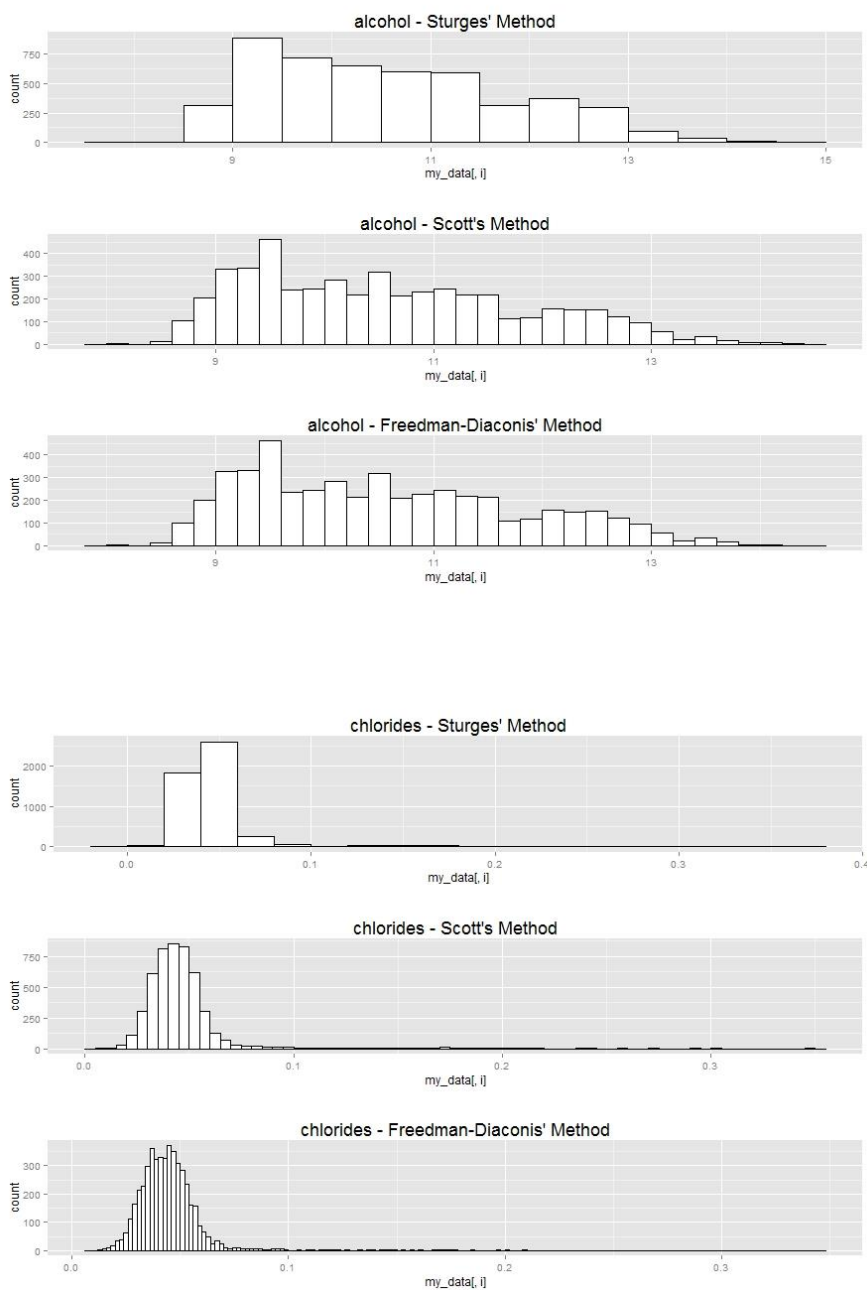 alcohol - Sturges' Method
count
750
500
250
0
9 11 13 15
my_data[, i]
alcohol - Scott's Method
count
400
300
200
100
0
9 11 13
my_data[, i]
alcohol - Freedman-Diaconis' Method
count
400
300
200
100
0
9 11 13
my_data[, i]
chlorides - Sturges' Method
count
2000
1000
0
0.0 0.1 0.2 0.3 0.4
my_data[, i]
chlorides - Scott's Method
count
750
500
250
0
0.0 0.1 0.2 0.3
my_data[, i]
chlorides - Freedman-Diaconis' Method
count
300
200
100
0
0.0 0.1 0.2 0.3
my_data[, i]